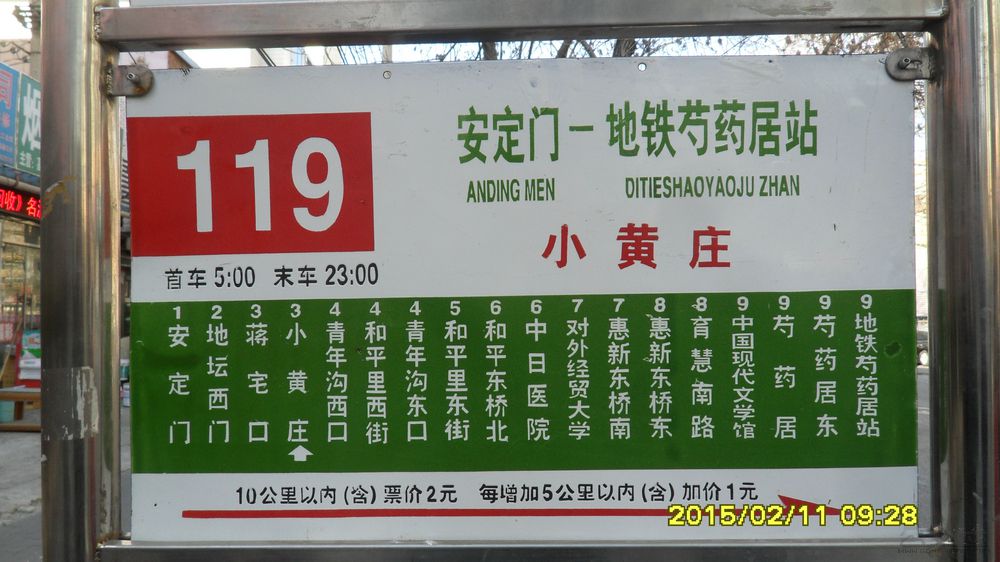 119
安定门－地铁芍药居站
ANDING MEN DITIESHAOYAOJU ZHAN
小黄庄
首车 5:00 末车 23:00
1 安定门
2 地坛西门
3 蒋宅口
3 小黄庄
4 青年沟西口
4 和平里西街
4 青年沟东口
5 和平里东街
6 和平东桥北
6 中日医院
7 对外经贸大学
7 惠新东桥南
8 惠新东桥东
8 育慧南路
9 中国现代文学馆
9 芍药居
9 芍药居东
9 地铁芍药居站
10公里以内(含)票价2元 每增加5公里以内(含)加价1元
2015/02/11 09:28